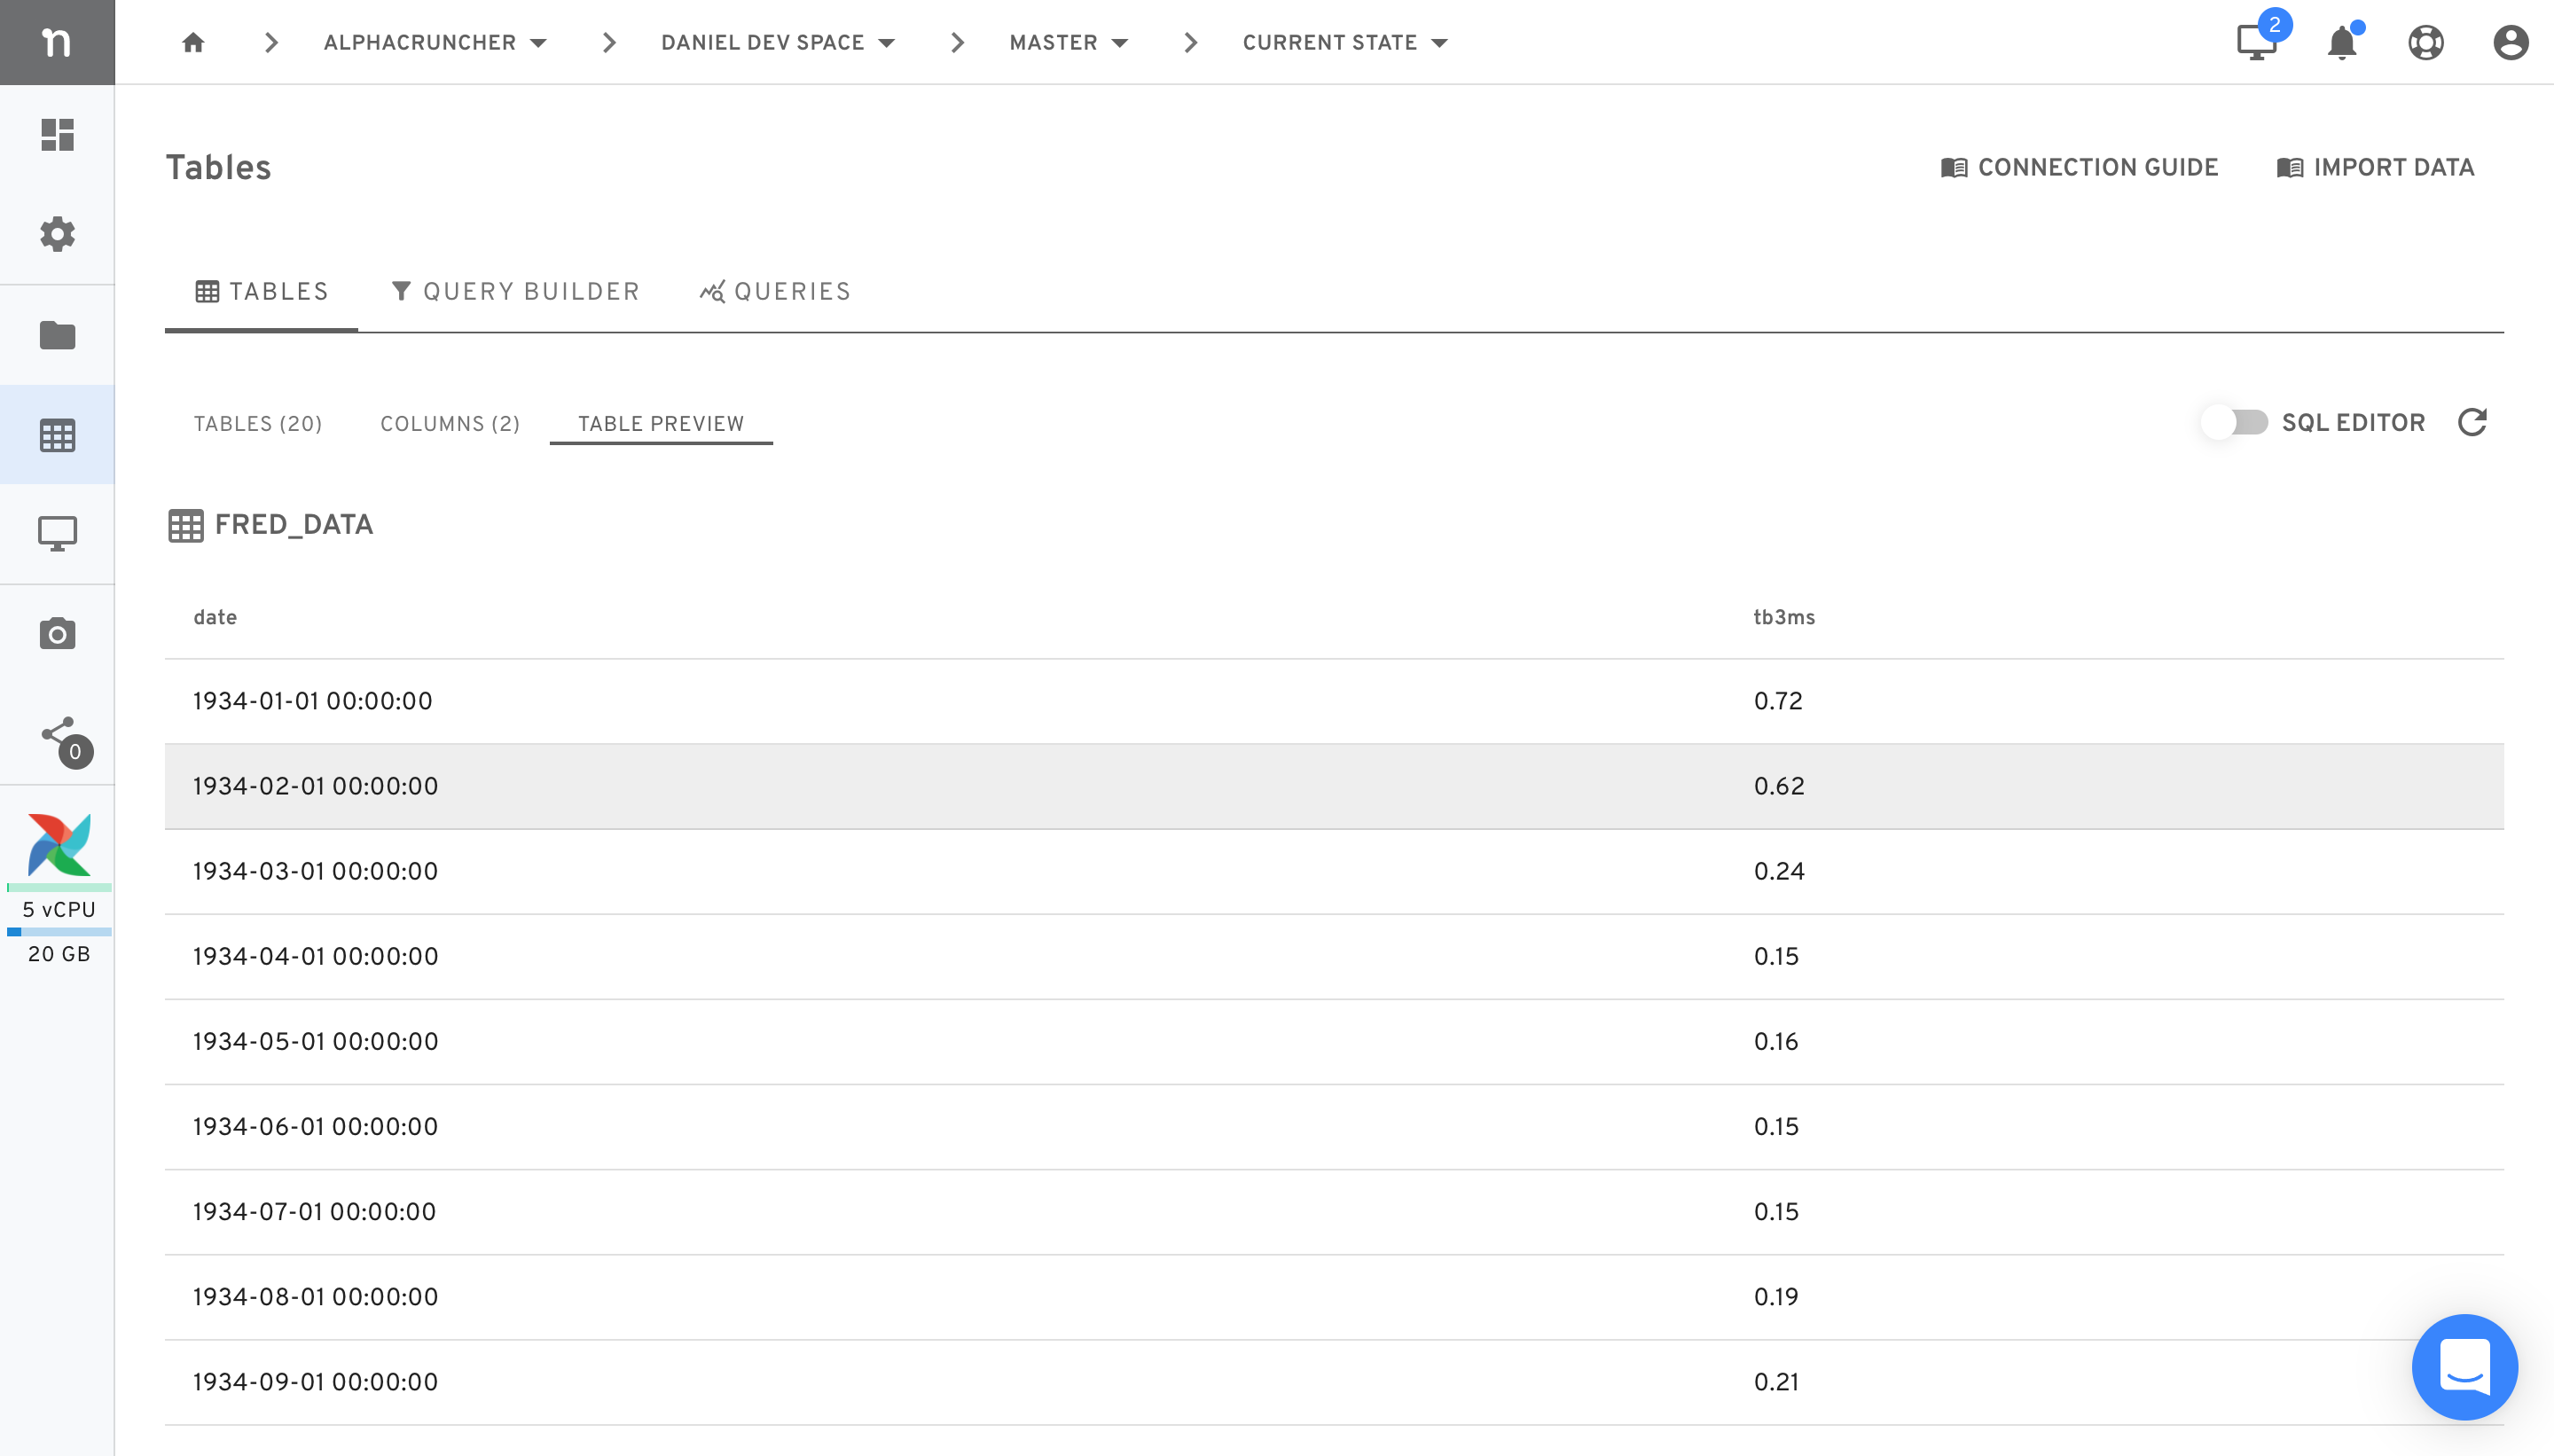 n
ALPHACRUNCHER DANIEL DEV SPACE MASTER CURRENT STATE 2
Tables CONNECTION GUIDE IMPORT DATA
TABLES QUERY BUILDER QUERIES
TABLES (20) COLUMNS (2) TABLE PREVIEW SQL EDITOR
FRED_DATA
date tb3ms
1934-01-01 00:00:00 0.72
1934-02-01 00:00:00 0.62
1934-03-01 00:00:00 0.24
1934-04-01 00:00:00 0.15
1934-05-01 00:00:00 0.16
1934-06-01 00:00:00 0.15
1934-07-01 00:00:00 0.15
1934-08-01 00:00:00 0.19
1934-09-01 00:00:00 0.21
0
5 vCPU
20 GB